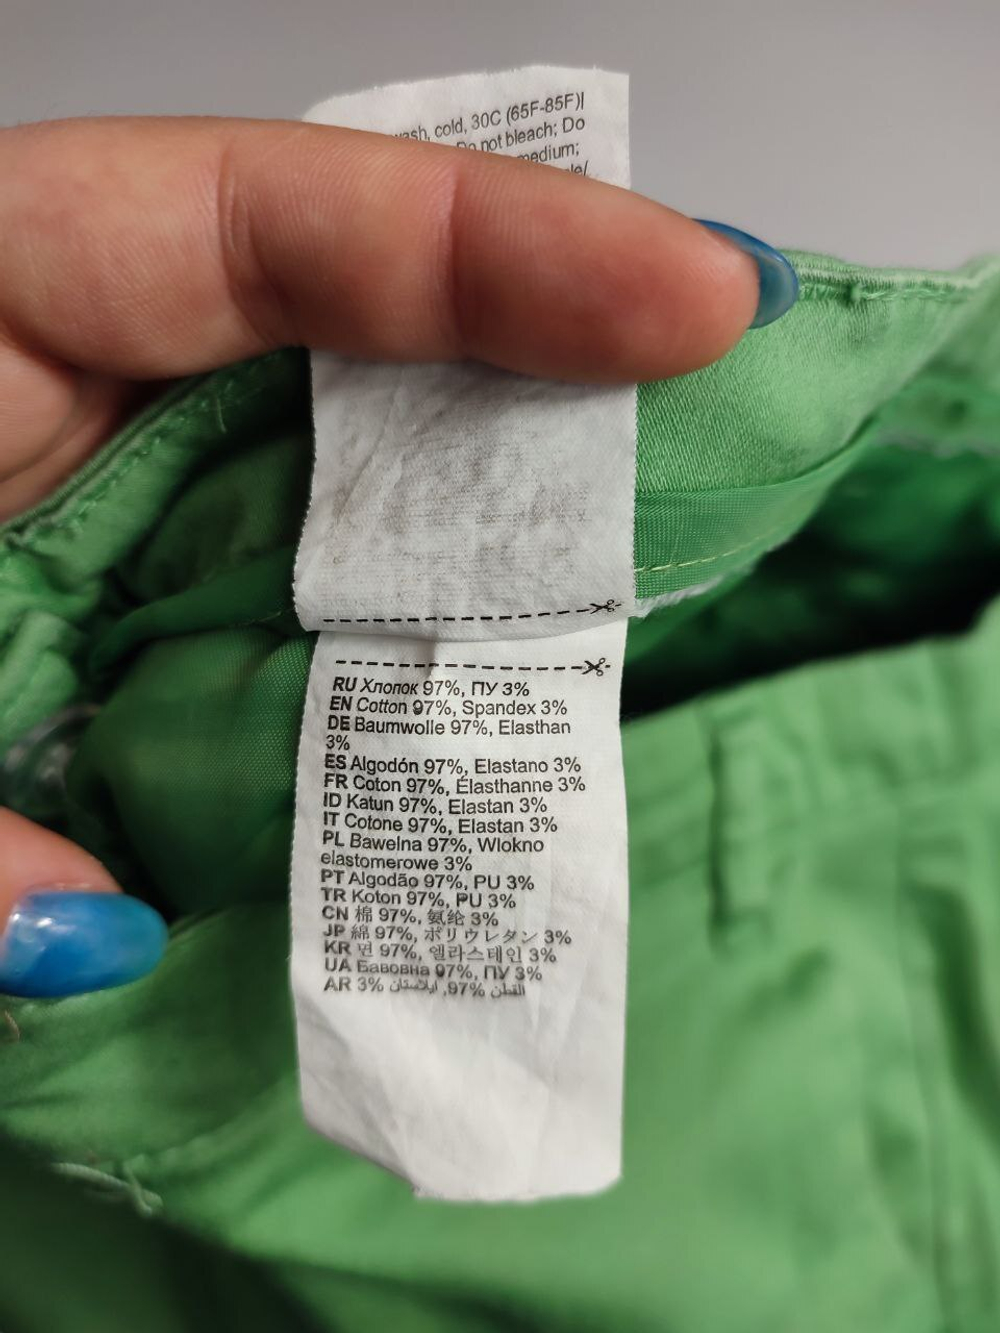 wash, cold, 30C (65F-85F)|
Do not bleach; Do
medium;
RU Хлопок 97%, ПУ 3%
EN Cotton 97%, Spandex 3%
DE Baumwolle 97%, Elasthan
3%
ES Algodón 97%, Elastano 3%
FR Coton 97%, Élasthanne 3%
ID Katun 97%, Elastan 3%
IT Cotone 97%, Elastan 3%
PL Bawełna 97%, Wlokno
elastomerowe 3%
PT Algodão 97%, PU 3%
TR Koton 97%, PU 3%
CN 棉 97%, 氨纶 3%
JP 綿 97%, ポリウレタン 3%
KR 면 97%, 엘라스테인 3%
UA Бавовна 97%, ПУ 3%
AR القطن 97%, ايلاستان 3%